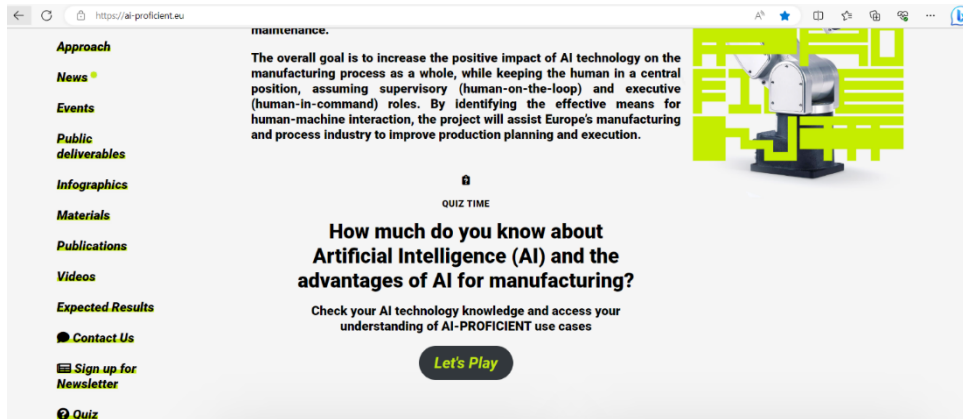 https://ai-proficient.eu
maintenance.
The overall goal is to increase the positive impact of AI technology on the
manufacturing process as a whole, while keeping the human in a central
position, assuming supervisory (human-on-the-loop) and executive
(human-in-command) roles. By identifying the effective means for
human-machine interaction, the project will assist Europe's manufacturing
and process industry to improve production planning and execution.
Approach
News
Events
Public
deliverables
Infographics
Materials
Publications
Videos
Expected Results
Contact Us
Sign up for
Newsletter
Quiz
QUIZ TIME
How much do you know about
Artificial Intelligence (AI) and the
advantages of AI for manufacturing?
Check your AI technology knowledge and access your
understanding of AI-PROFICIENT use cases
Let's Play